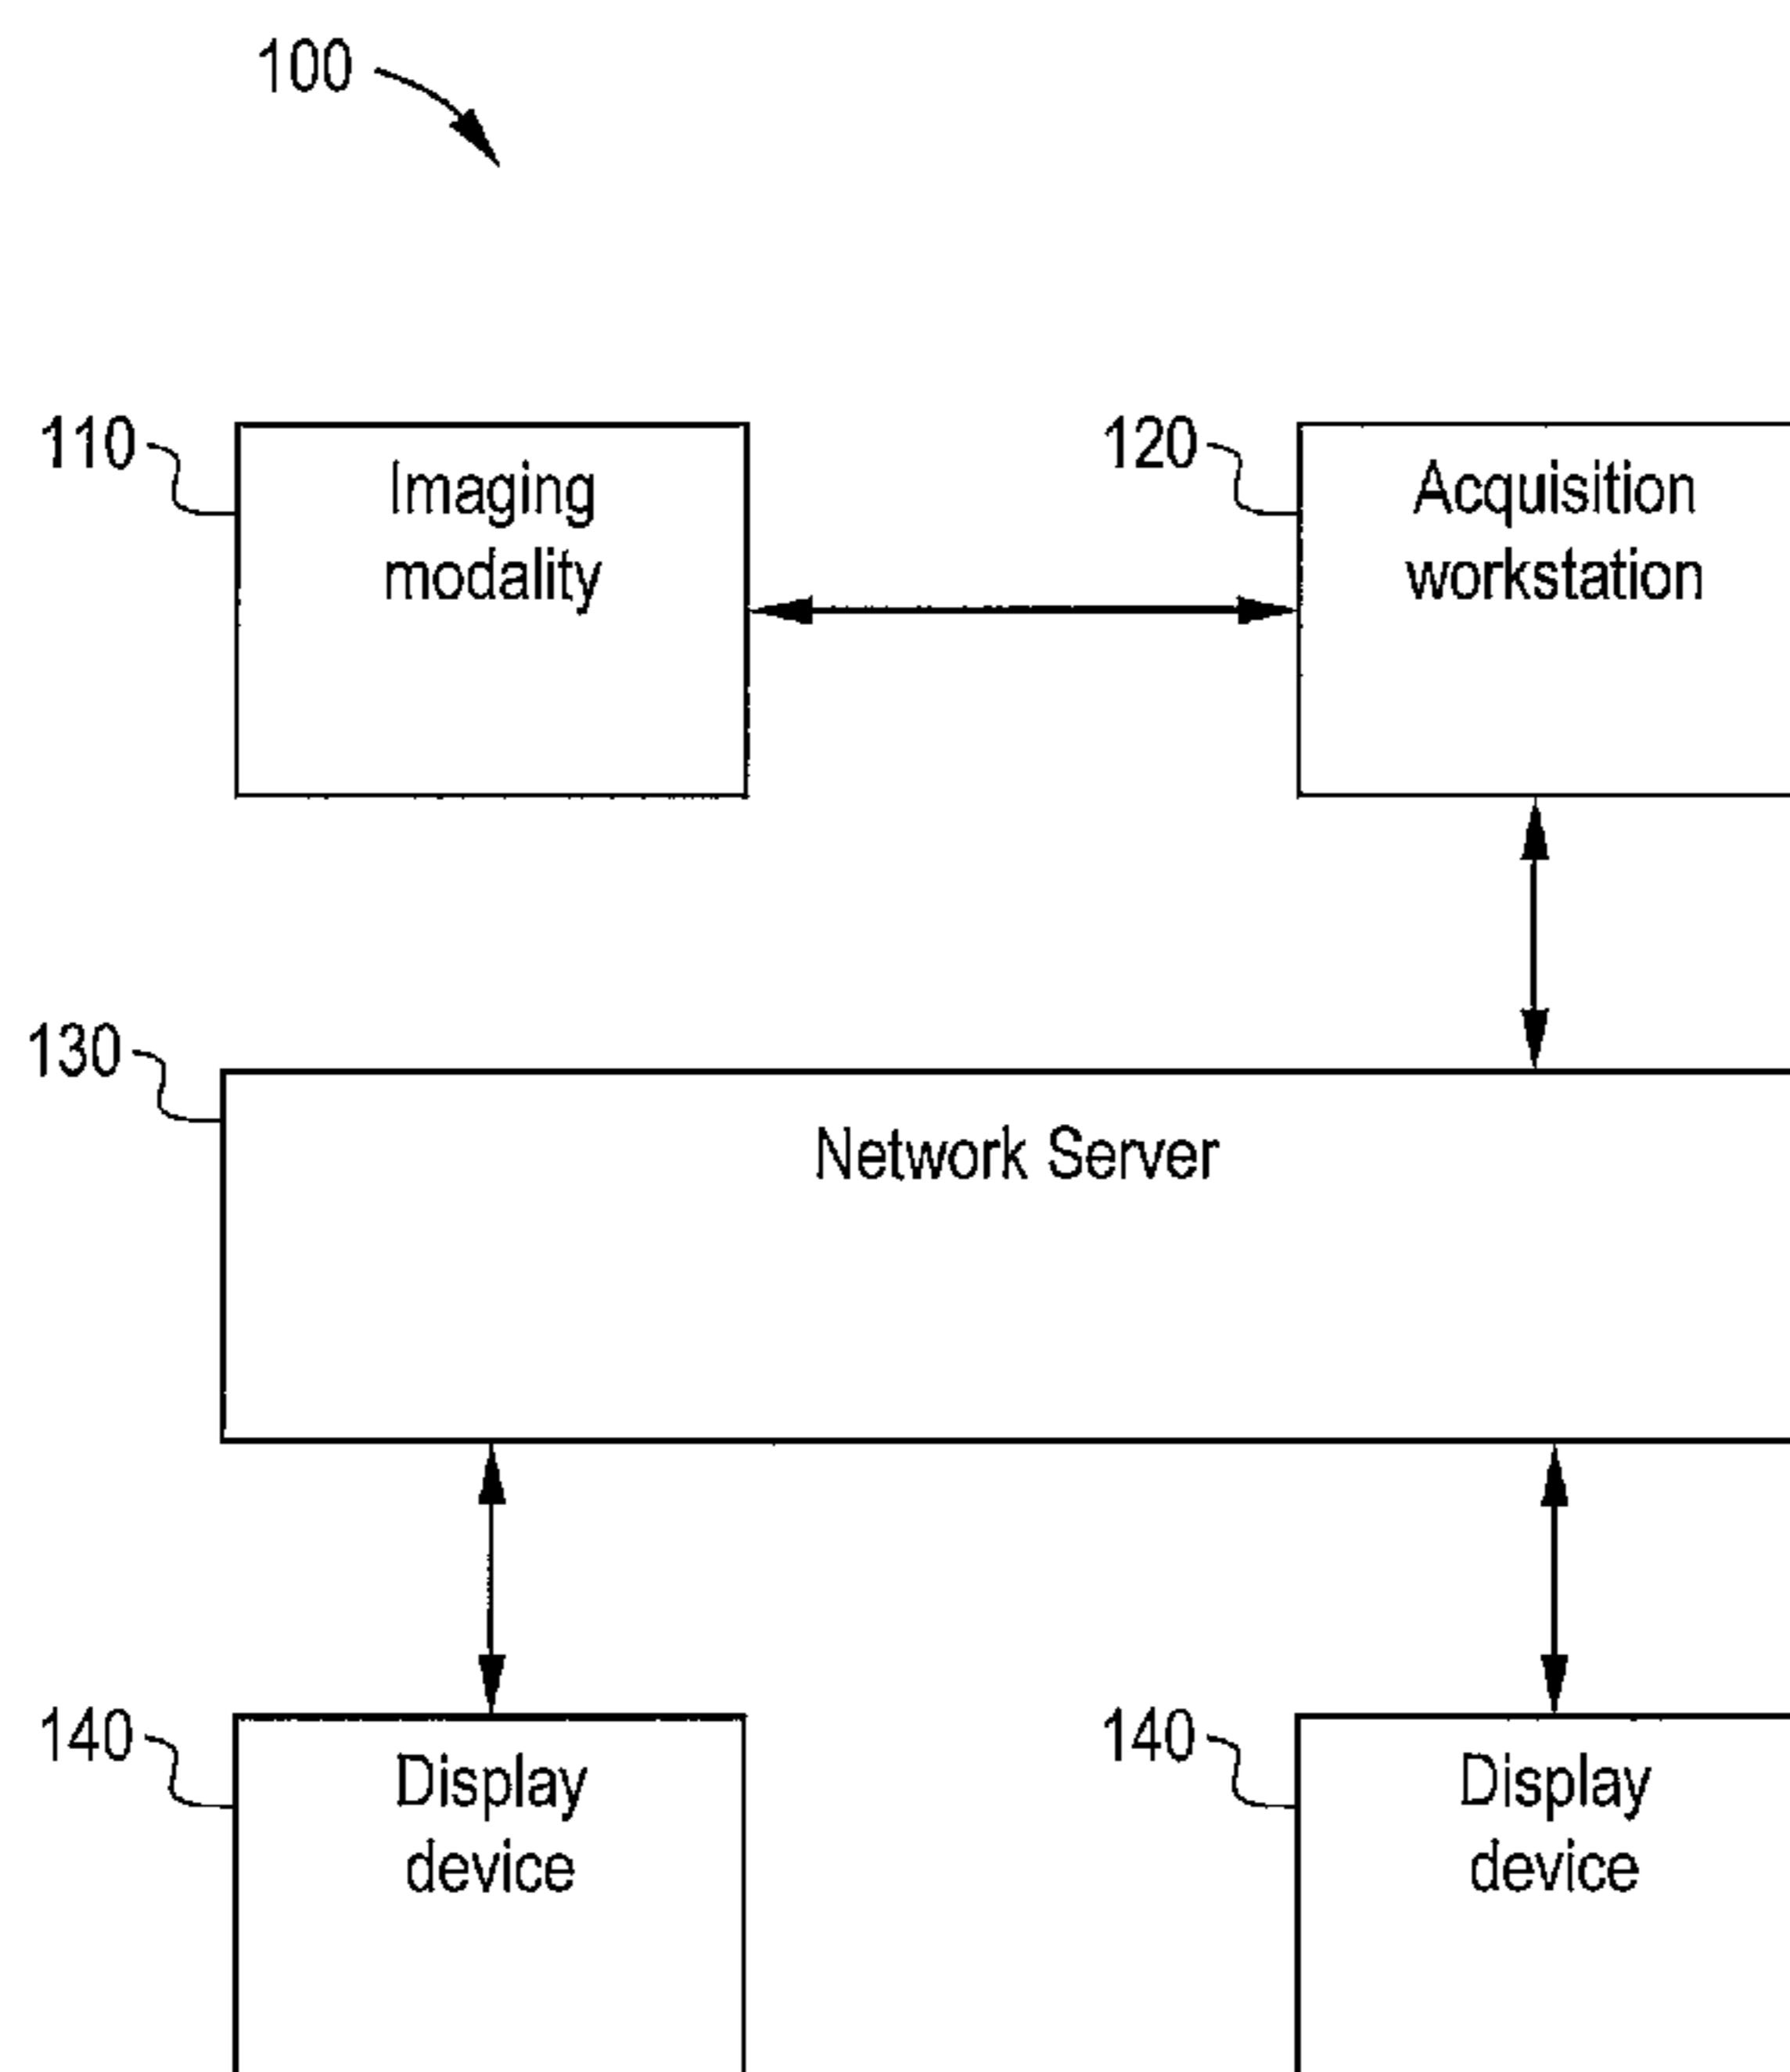 100
110
Imaging
modality
120
Acquisition
workstation
130
Network Server
140
Display
device
140
Display
device